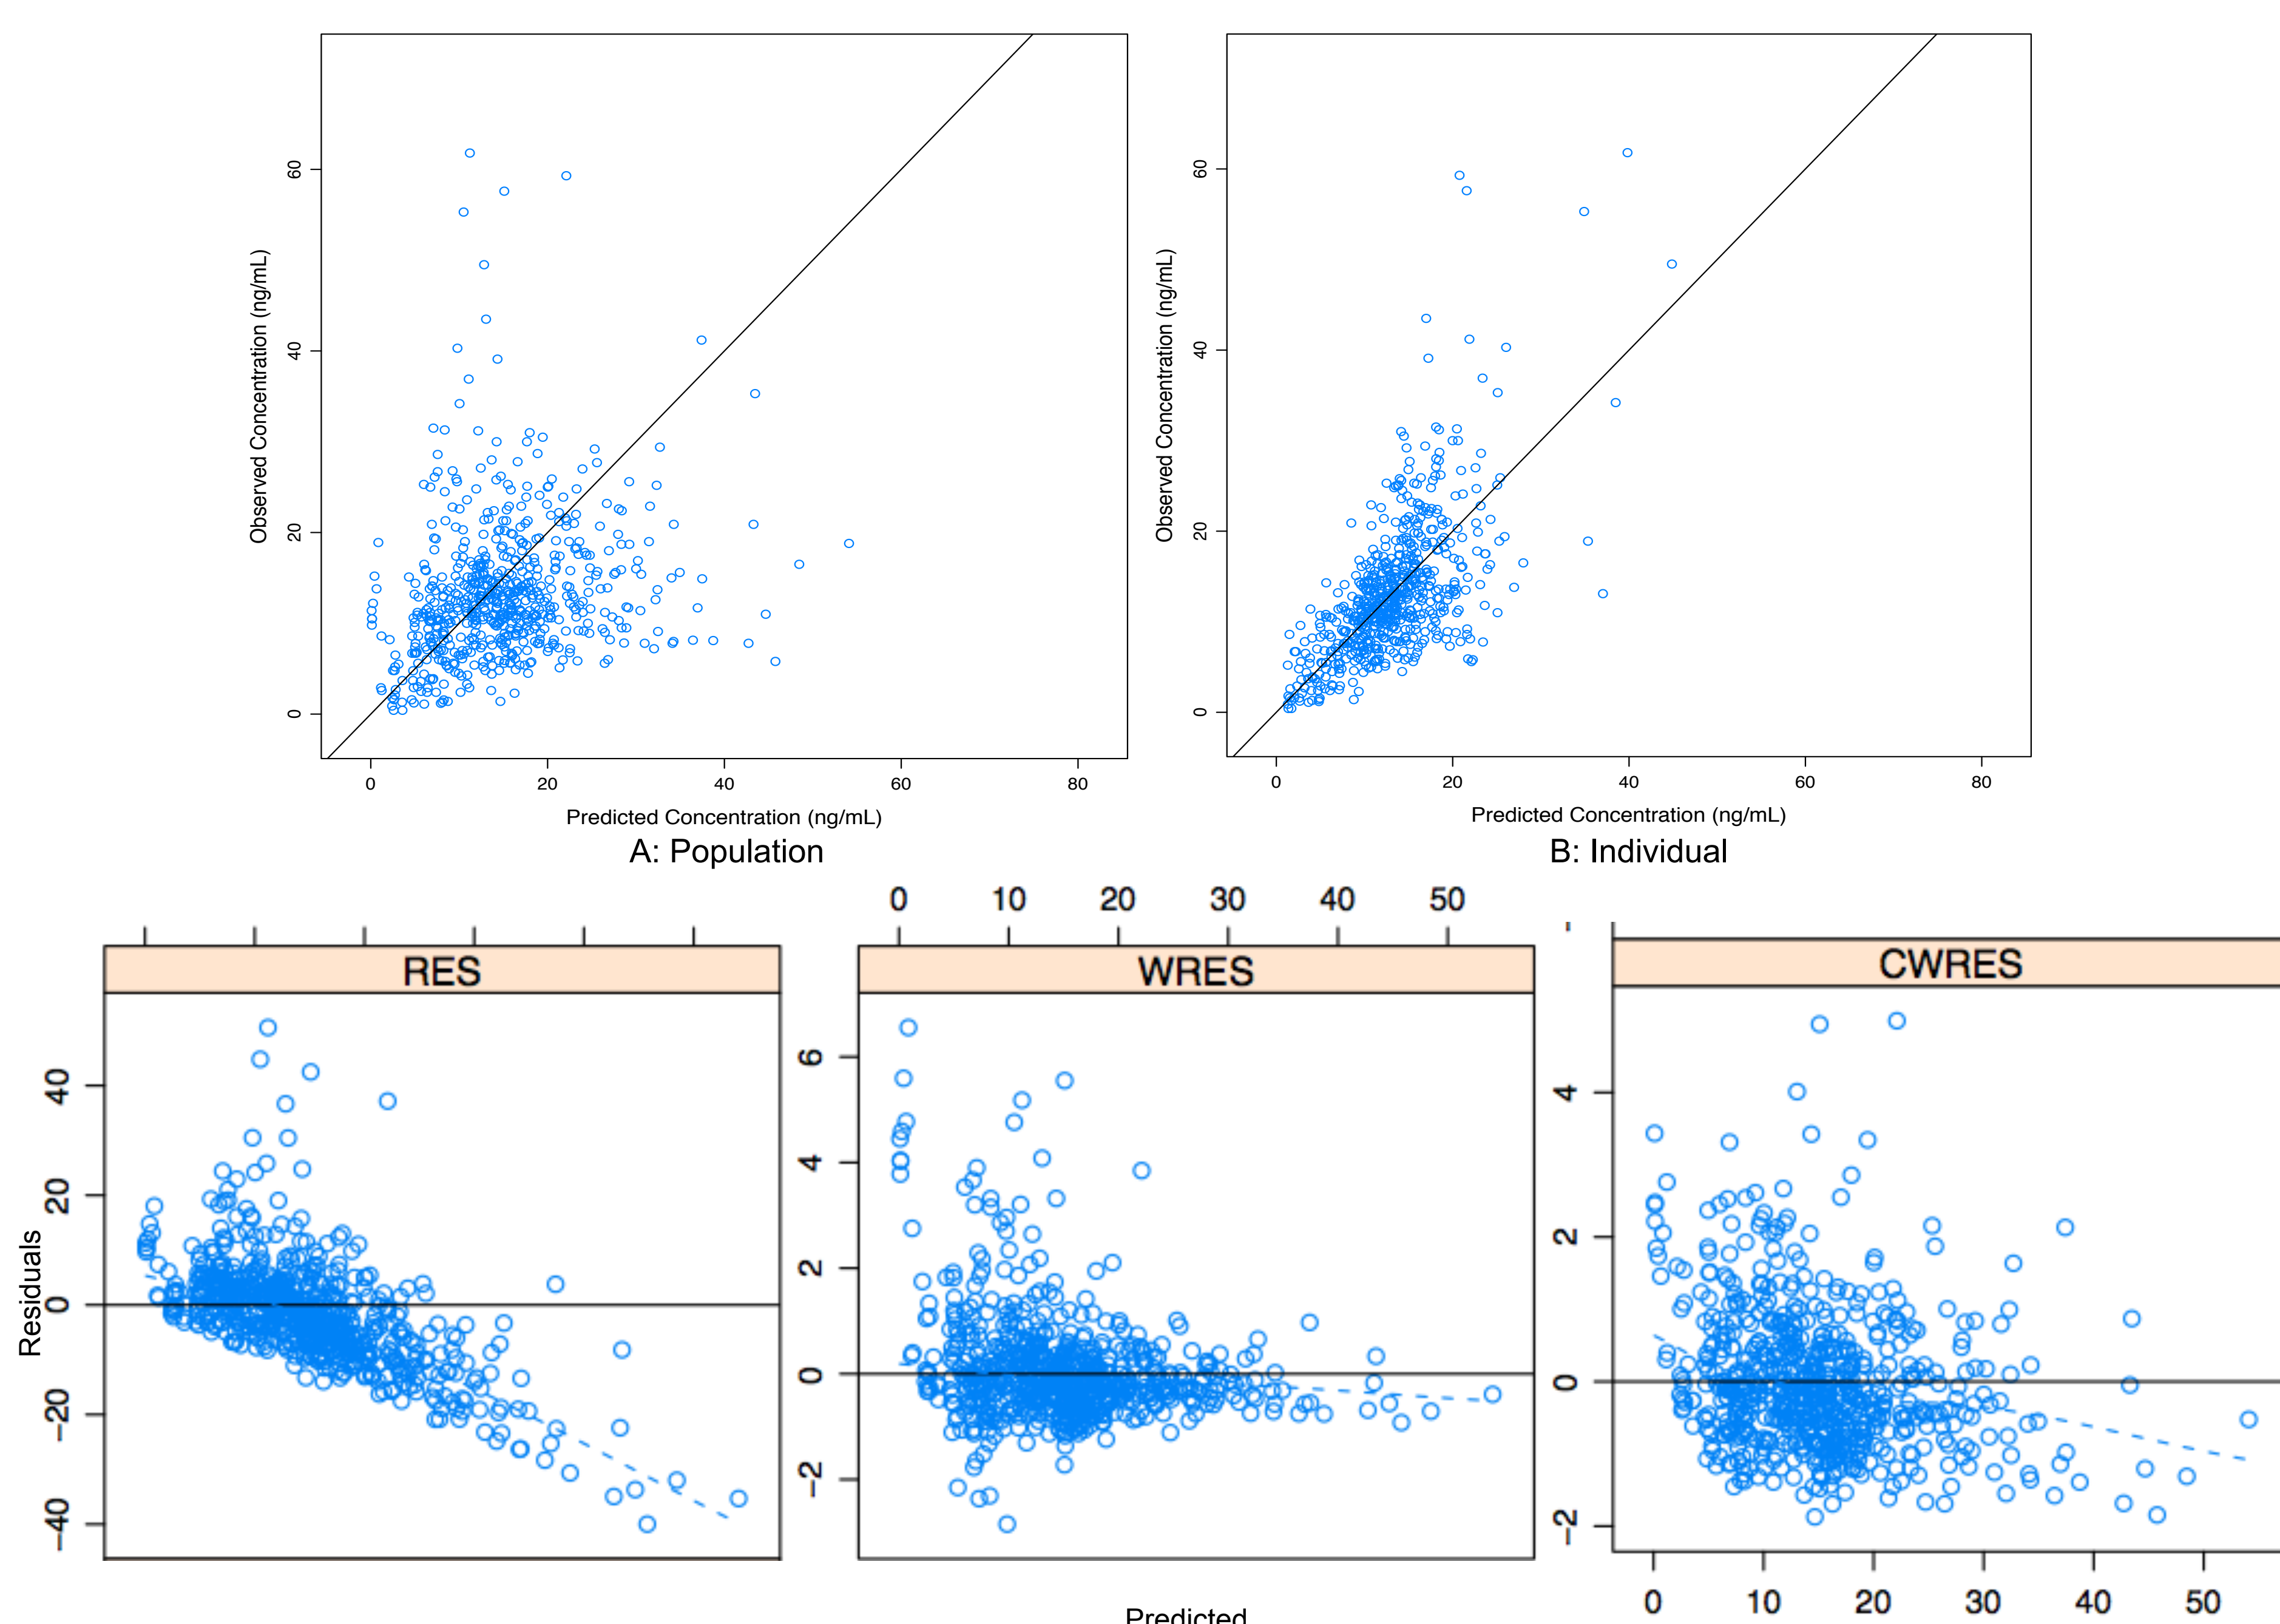 60
40
20
0
Observed Concentration (ng/mL)
0 20 40 60 80
Predicted Concentration (ng/mL)
A: Population
60
40
20
0
Observed Concentration (ng/mL)
0 20 40 60 80
Predicted Concentration (ng/mL)
B: Individual
RES
40
20
0
−20
−40
Residuals
0 10 20 30 40 50
WRES
6
4
2
0
−2
CWRES
4
2
0
−2
0 10 20 30 40 50
Predicted